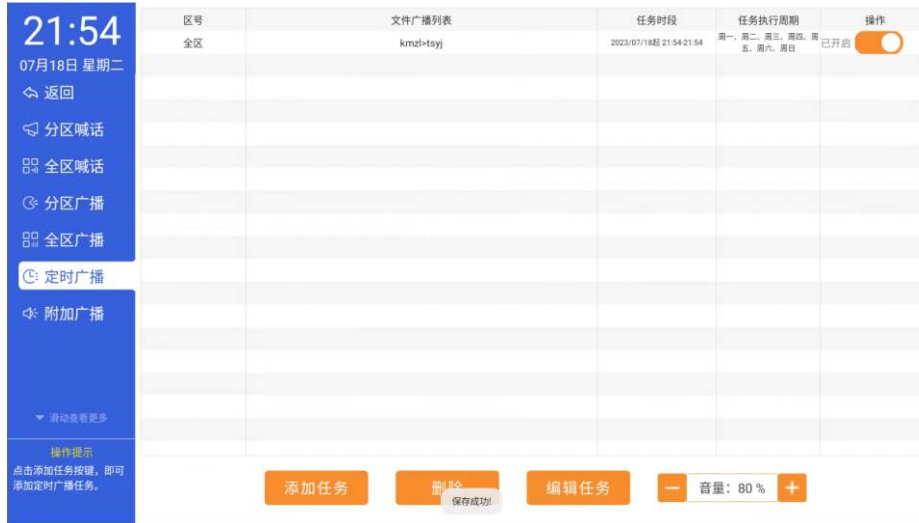 21:54
07月18日 星期二
返回
分区喊话
全区喊话
分区广播
全区广播
定时广播
附加广播
滑动查看更多
操作提示
点击添加任务按键，即可
添加定时广播任务。
区号 文件广播列表 任务时段 任务执行周期 操作
全区 kmzl>tsyj 2023/07/18起 21:54-21:54 周一、周二、周三、周四、周
五、周六、周日 已开启
添加任务 删除 编辑任务 音量：80 %
保存成功!